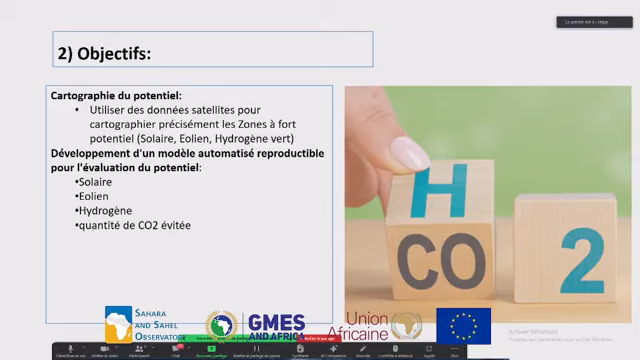 2) Objectifs:
Cartographie du potentiel:
• Utiliser des données satellites pour
cartographier précisément les Zones à fort
potentiel (Solaire, Eolien, Hydrogène vert)
Développement d'un modèle automatisé reproductible
pour l'évaluation du potentiel:
•Solaire
•Eolien
•Hydrogène
•quantité de CO2 évitée
H
CO
2
SAHARA
AND SAHEL
OBSERVATORY
GMES
AND AFRICA
Union
Africaine
Activer Windows